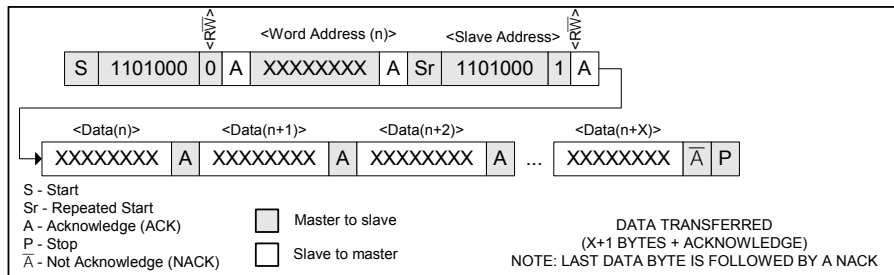 <RW̅> <Word Address (n)> <Slave Address> <RW̅>
S 1101000 0 A XXXXXXXX A Sr 1101000 1 A
<Data(n)> <Data(n+1)> <Data(n+2)> <Data(n+X)>
XXXXXXXX A XXXXXXXX A XXXXXXXX A ... XXXXXXXX A̅ P
S - Start
Sr - Repeated Start
A - Acknowledge (ACK)
P - Stop
A̅ - Not Acknowledge (NACK)
Master to slave
Slave to master
DATA TRANSFERRED
(X+1 BYTES + ACKNOWLEDGE)
NOTE: LAST DATA BYTE IS FOLLOWED BY A NACK